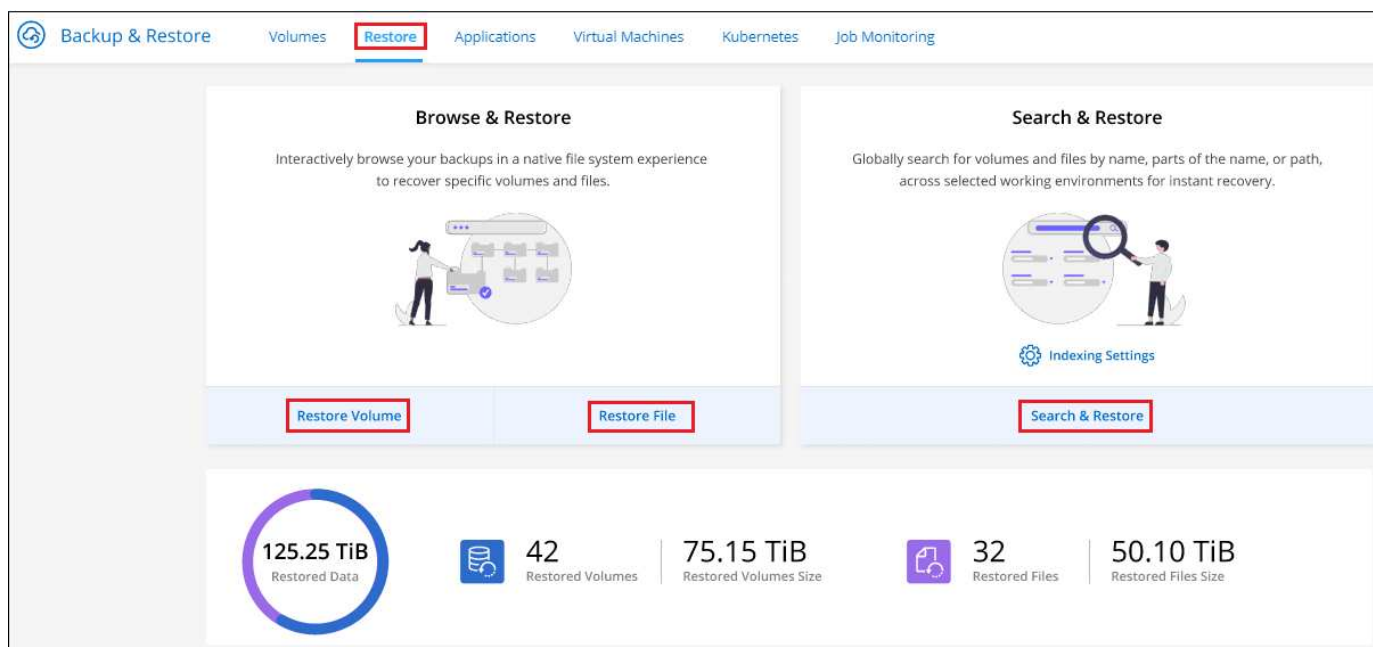 Backup & Restore Volumes Restore Applications Virtual Machines Kubernetes Job Monitoring
Browse & Restore
Interactively browse your backups in a native file system experience
to recover specific volumes and files.
Restore Volume Restore File
Search & Restore
Globally search for volumes and files by name, parts of the name, or path,
across selected working environments for instant recovery.
Indexing Settings
Search & Restore
125.25 TiB
Restored Data
42
Restored Volumes
75.15 TiB
Restored Volumes Size
32
Restored Files
50.10 TiB
Restored Files Size